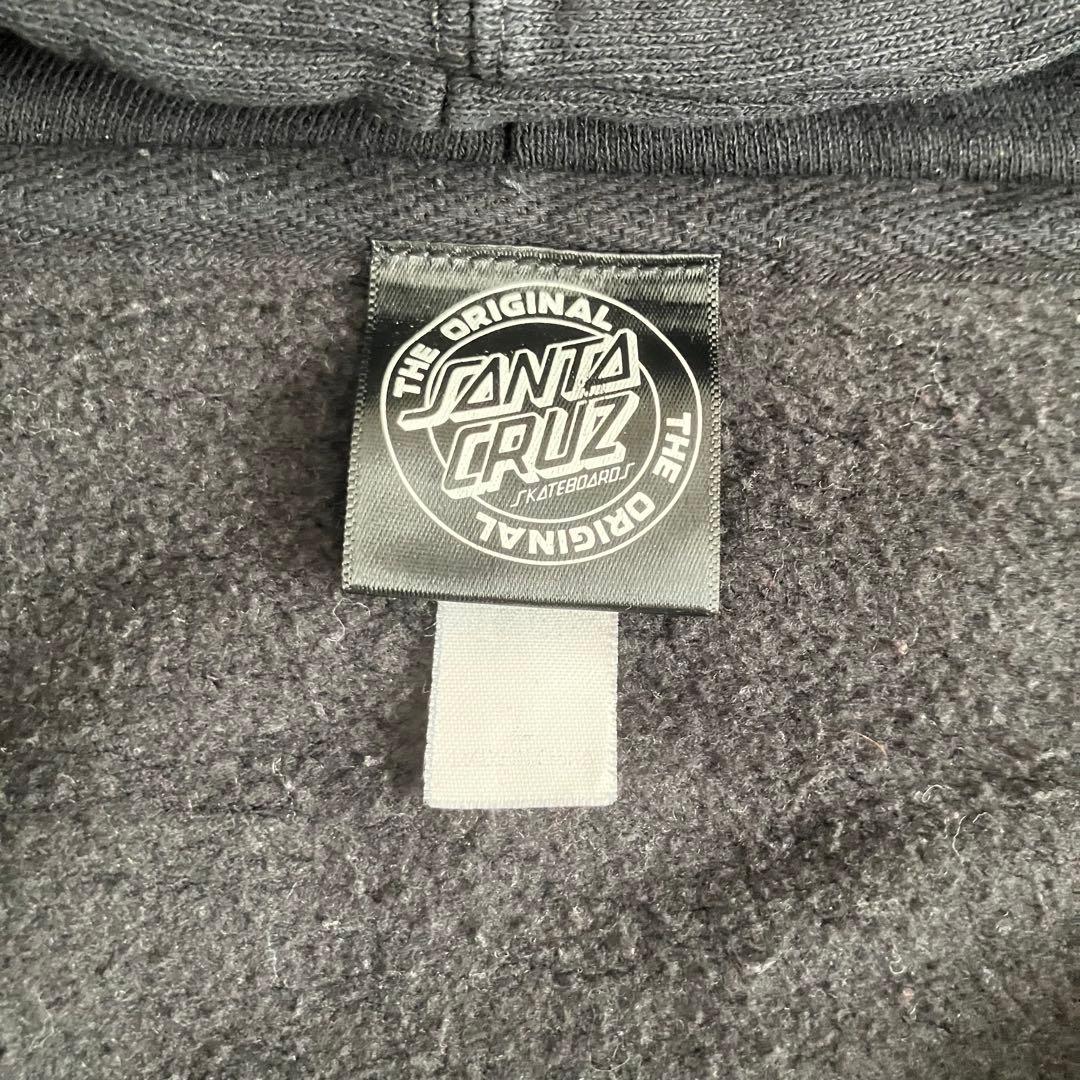 THE ORIGINAL
SANTA
CRUZ
SKATEBOARDS
THE ORIGINAL